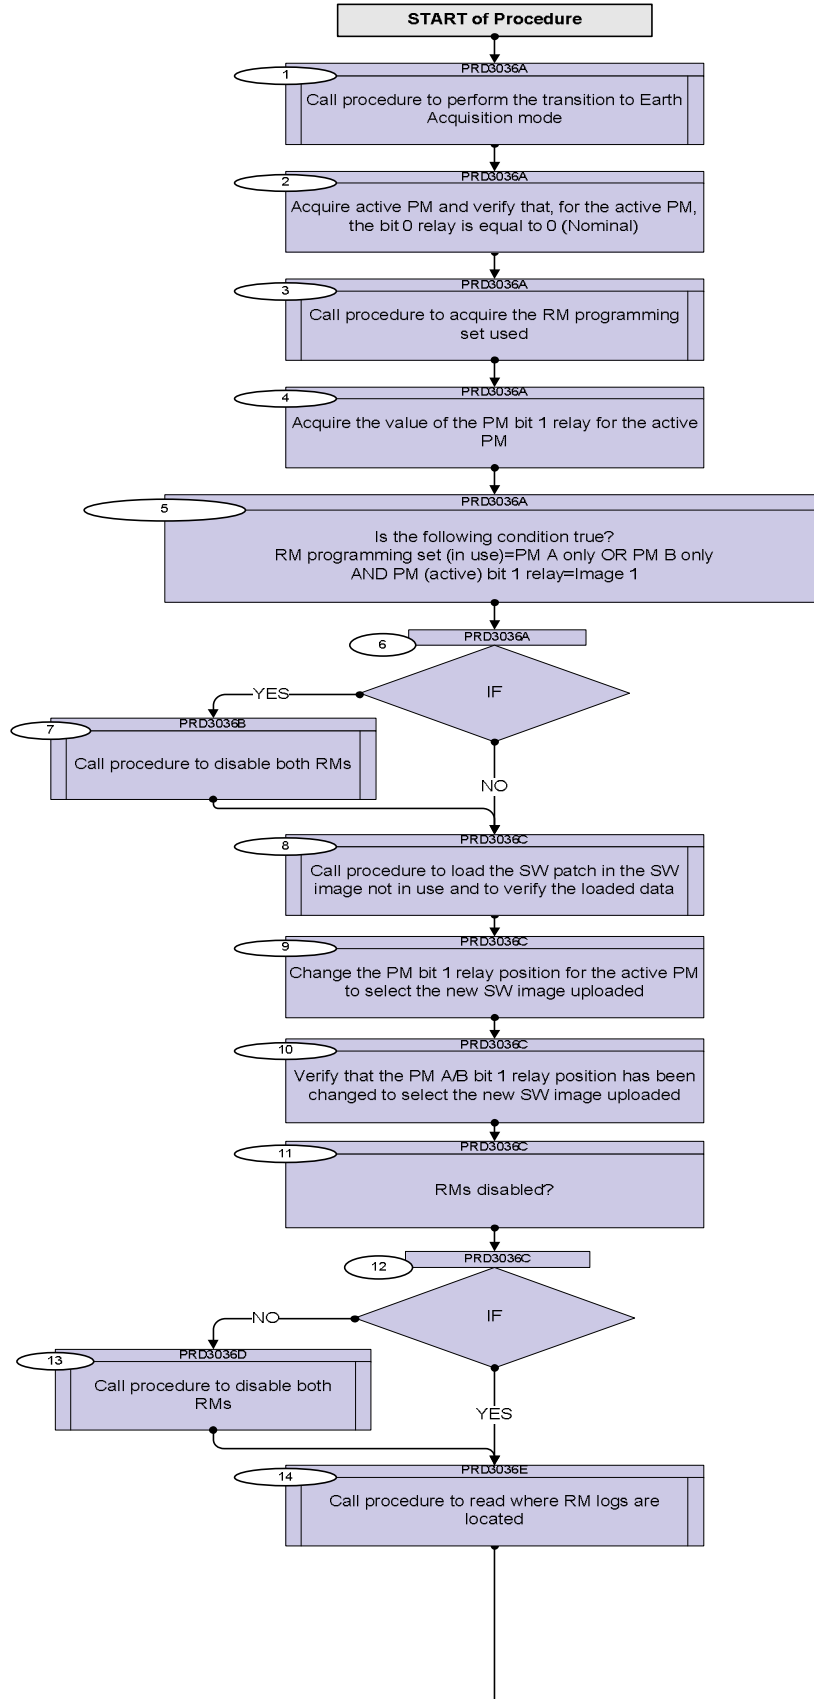 START of Procedure
PRD3036A
1
Call procedure to perform the transition to Earth
Acquisition mode
PRD3036A
2
Acquire active PM and verify that, for the active PM,
the bit 0 relay is equal to 0 (Nominal)
PRD3036A
3
Call procedure to acquire the RM programming
set used
PRD3036A
4
Acquire the value of the PM bit 1 relay for the active
PM
PRD3036A
5
Is the following condition true?
RM programming set (in use)=PM A only OR PM B only
AND PM (active) bit 1 relay=Image 1
PRD3036A
6
IF
YES
PRD3036B
7
Call procedure to disable both RMs
NO
PRD3036C
8
Call procedure to load the SW patch in the SW
image not in use and to verify the loaded data
PRD3036C
9
Change the PM bit 1 relay position for the active PM
to select the new SW image uploaded
PRD3036C
10
Verify that the PM A/B bit 1 relay position has been
changed to select the new SW image uploaded
PRD3036C
11
RMs disabled?
PRD3036C
12
IF
NO
PRD3036D
13
Call procedure to disable both
RMs
YES
PRD3036E
14
Call procedure to read where RM logs are
located